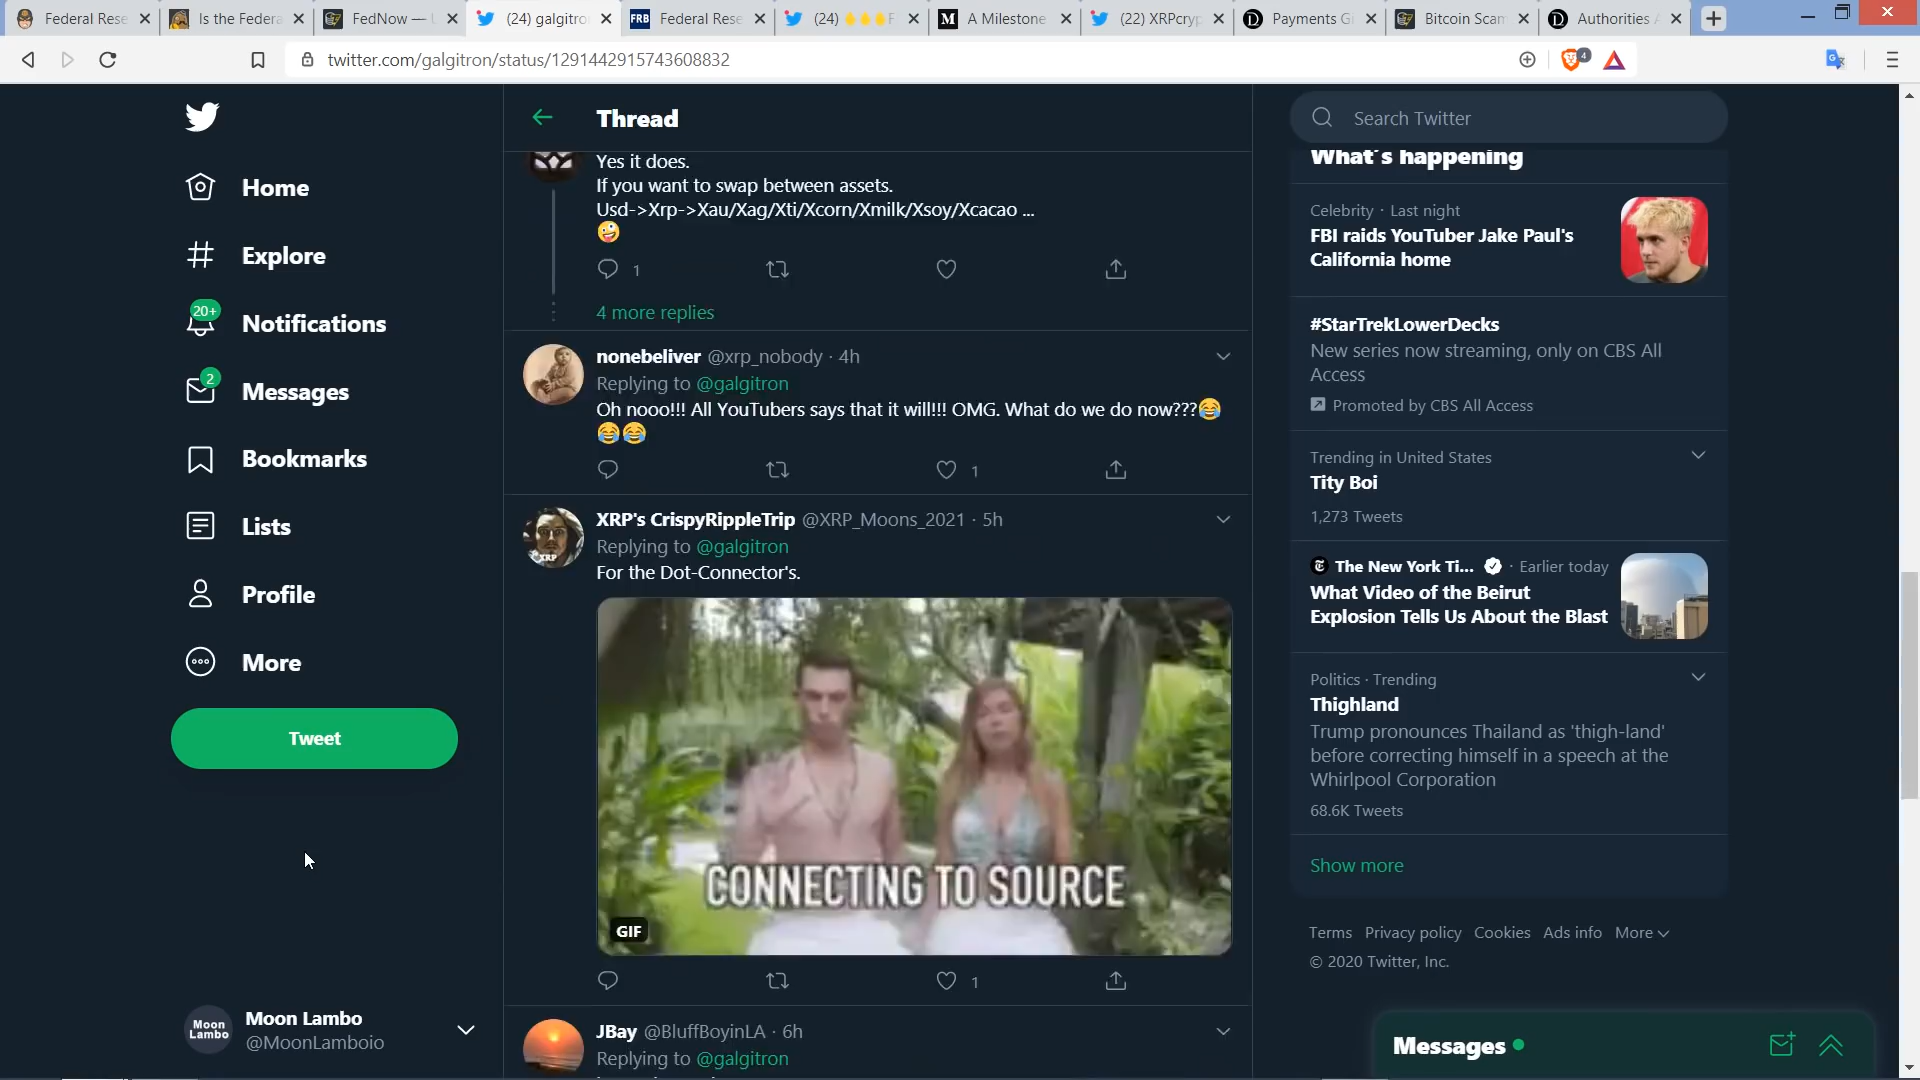 Federal Rese
Is the Federa
FedNow —
(24) galgitro
FRB Federal Rese
(24)
M A Milestone
(22) XRPcryp
Payments Gi
Bitcoin Scam
Authorities
twitter.com/galgitron/status/1291442915743608832
4
Home
Explore
20+
Notifications
2
Messages
Bookmarks
Lists
Profile
More
Tweet
Moon Lambo
Moon Lambo
@MoonLamboio
Thread
Yes it does.
If you want to swap between assets.
Usd->Xrp->Xau/Xag/Xti/Xcorn/Xmilk/Xsoy/Xcacao ...
🤪
1
4 more replies
nonebeliver @xrp_nobody · 4h
Replying to @galgitron
Oh nooo!!! All YouTubers says that it will!!! OMG. What do we do now???😂
😂😂
1
XRP's CrispyRippleTrip @XRP_Moons_2021 · 5h
Replying to @galgitron
For the Dot-Connector's.
XRP
CONNECTING TO SOURCE
GIF
1
JBay @BluffBoyinLA · 6h
Replying to @galgitron
Search Twitter
What's happening
Celebrity · Last night
FBI raids YouTuber Jake Paul's
California home
#StarTrekLowerDecks
New series now streaming, only on CBS All
Access
Promoted by CBS All Access
Trending in United States
Tity Boi
1,273 Tweets
The New York Ti... · Earlier today
What Video of the Beirut
Explosion Tells Us About the Blast
Politics · Trending
Thighland
Trump pronounces Thailand as 'thigh-land'
before correcting himself in a speech at the
Whirlpool Corporation
68.6K Tweets
Show more
Terms Privacy policy Cookies Ads info More
© 2020 Twitter, Inc.
Messages